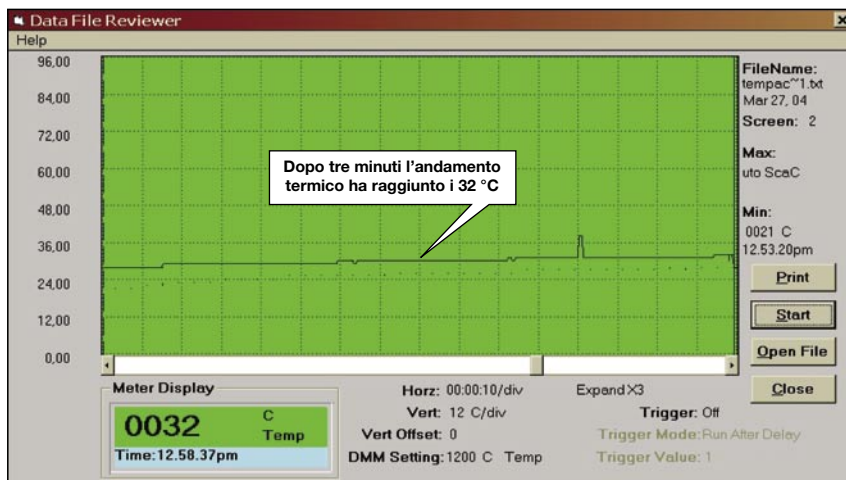 Data File Reviewer
Help
96,00
84,00
72,00
60,00
48,00
36,00
24,00
12,00
0,00
Dopo tre minuti l'andamento
termico ha raggiunto i 32 °C
FileName:
tempac~1.txt
Mar 27, 04
Screen: 2
Max:
uto ScaC
Min:
0021 C
12.53.20pm
Print
Start
Open File
Close
Meter Display
0032 C
Temp
Time:12.58.37pm
Horz: 00:00:10/div Expand X3
Vert: 12 C/div Trigger: Off
Vert Offset: 0 Trigger Mode: Run After Delay
DMM Setting: 1200 C Temp Trigger Value: 1